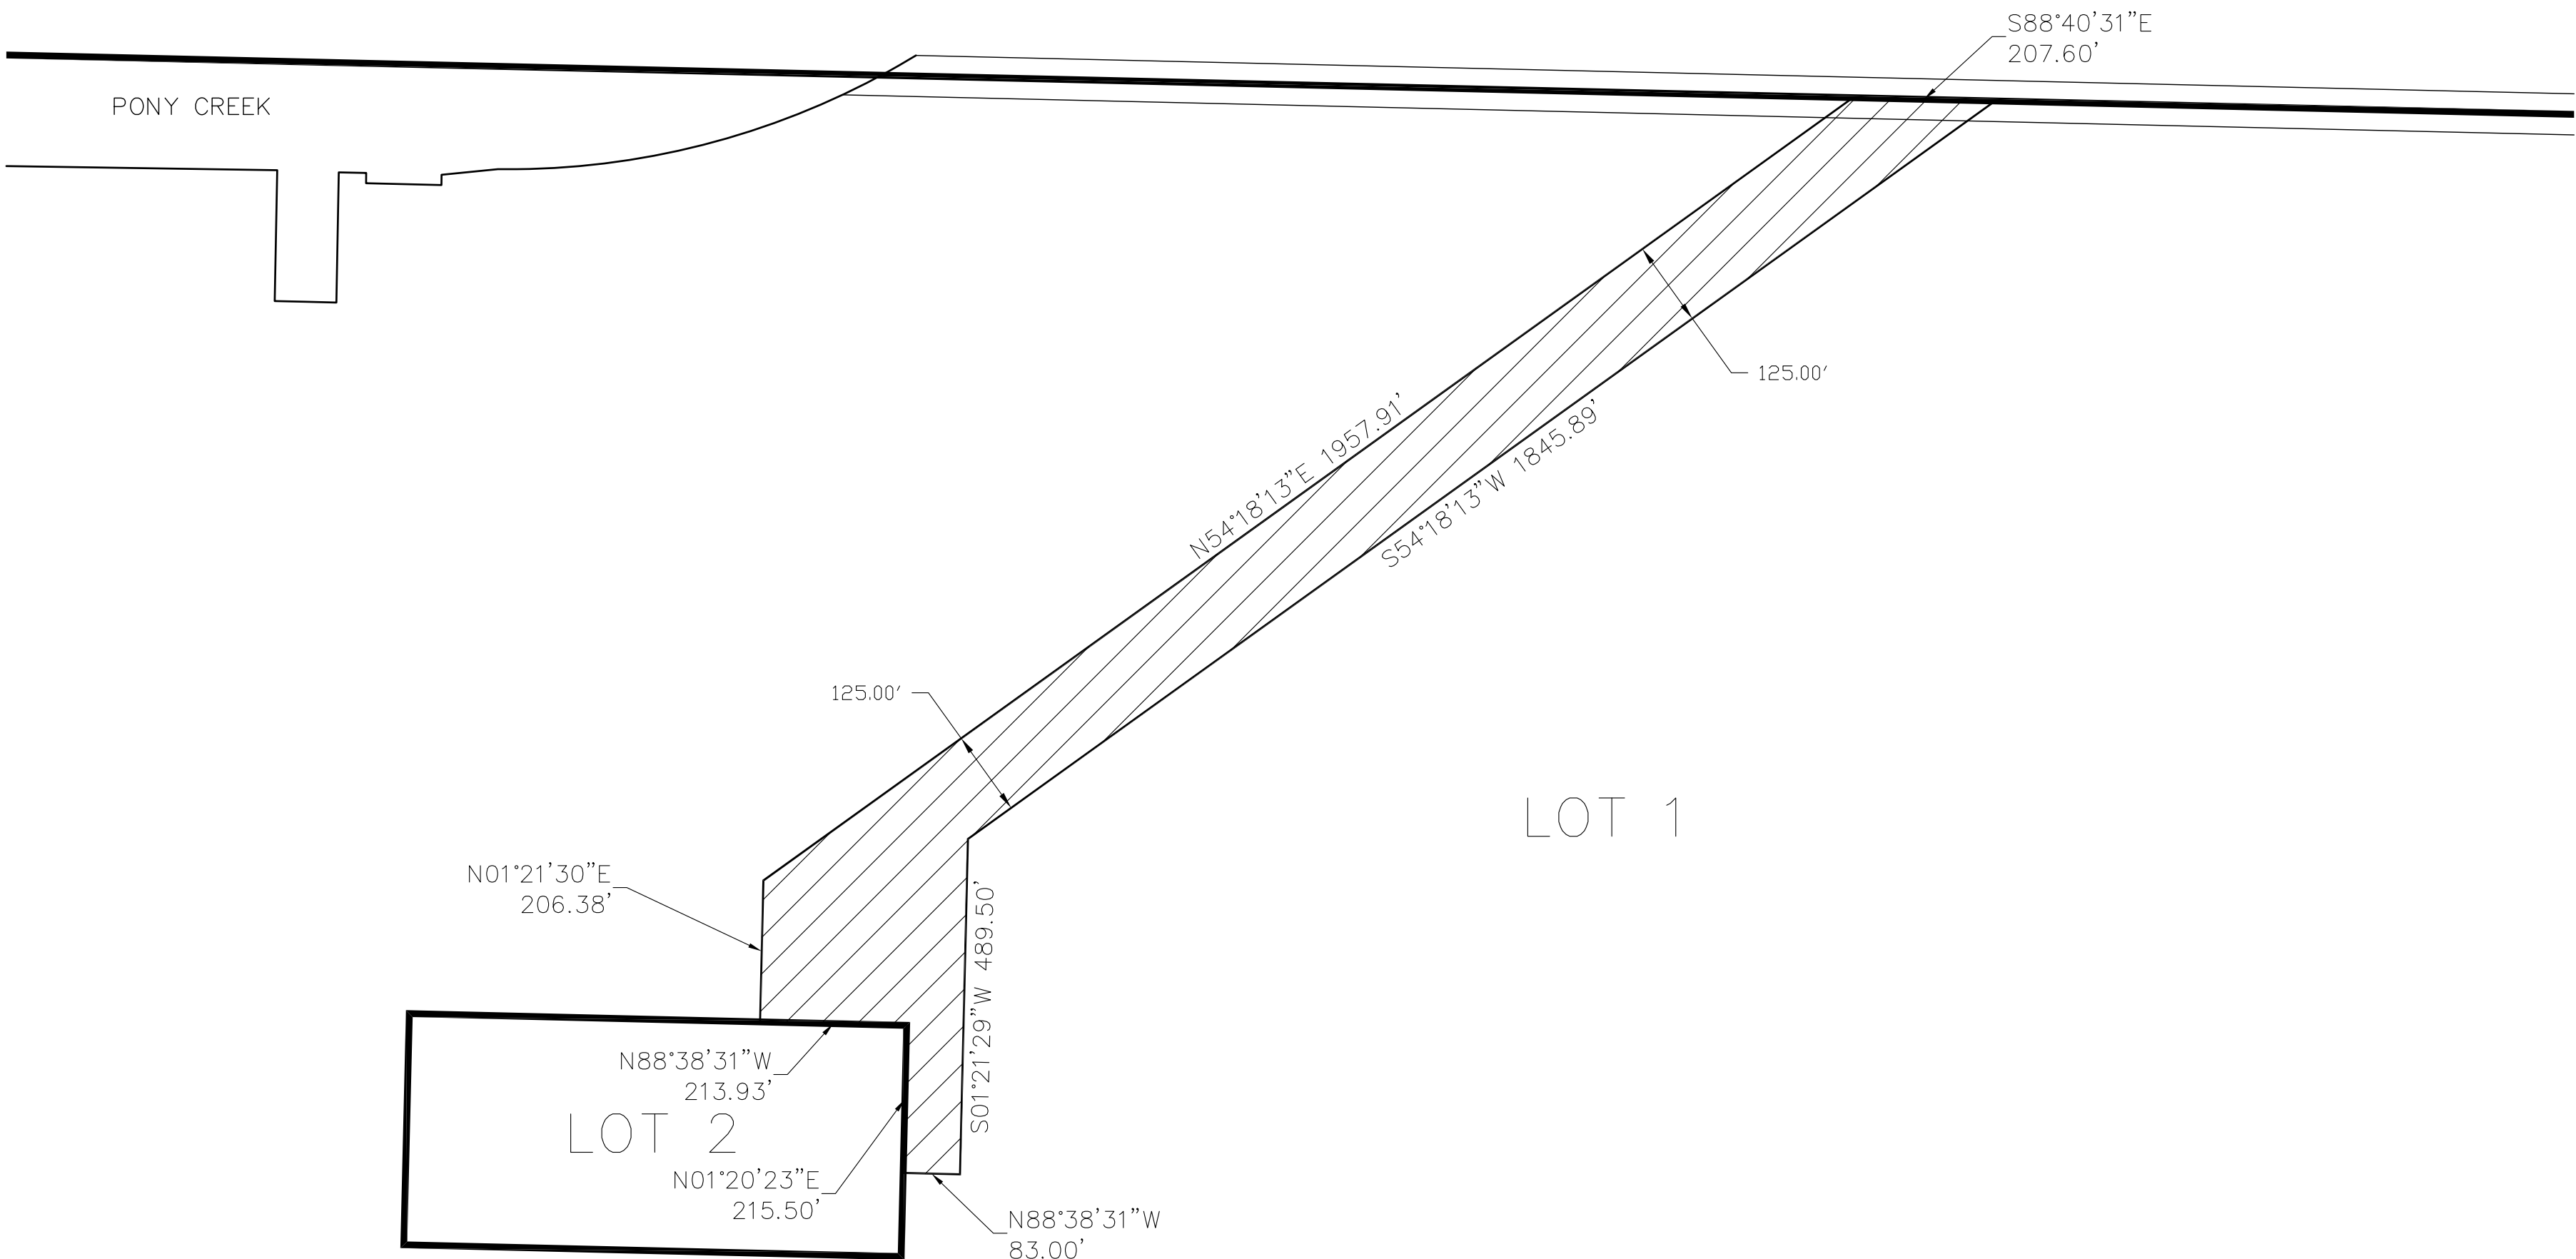 S88°40'31"E
207.60'
PONY CREEK
125.00'
N54°18'13"E 1957.91'
S54°18'13"W 1845.89'
125.00'
LOT 1
N01°21'30"E
206.38'
S01°21'29"W 489.50'
N88°38'31"W
213.93'
LOT 2
N01°20'23"E
215.50'
N88°38'31"W
83.00'